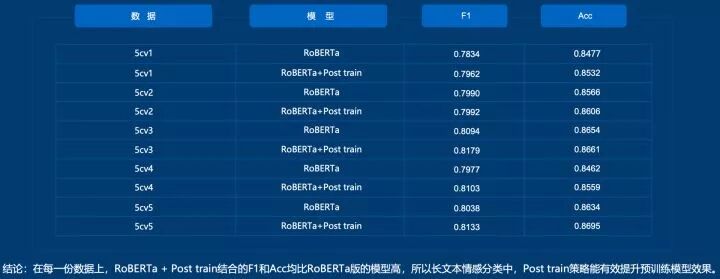 数据 模型 F1 Acc
5cv1 RoBERTa 0.7834 0.8477
5cv1 RoBERTa+Post train 0.7962 0.8532
5cv2 RoBERTa 0.7990 0.8566
5cv2 RoBERTa+Post train 0.7992 0.8606
5cv3 RoBERTa 0.8094 0.8654
5cv3 RoBERTa+Post train 0.8179 0.8661
5cv4 RoBERTa 0.7977 0.8462
5cv4 RoBERTa+Post train 0.8103 0.8559
5cv5 RoBERTa 0.8038 0.8634
5cv5 RoBERTa+Post train 0.8133 0.8695
结论：在每一份数据上，RoBERTa + Post train结合的F1和Acc均比RoBERTa版的模型高，所以长文本情感分类中，Post train策略能有效提升预训练模型效果。